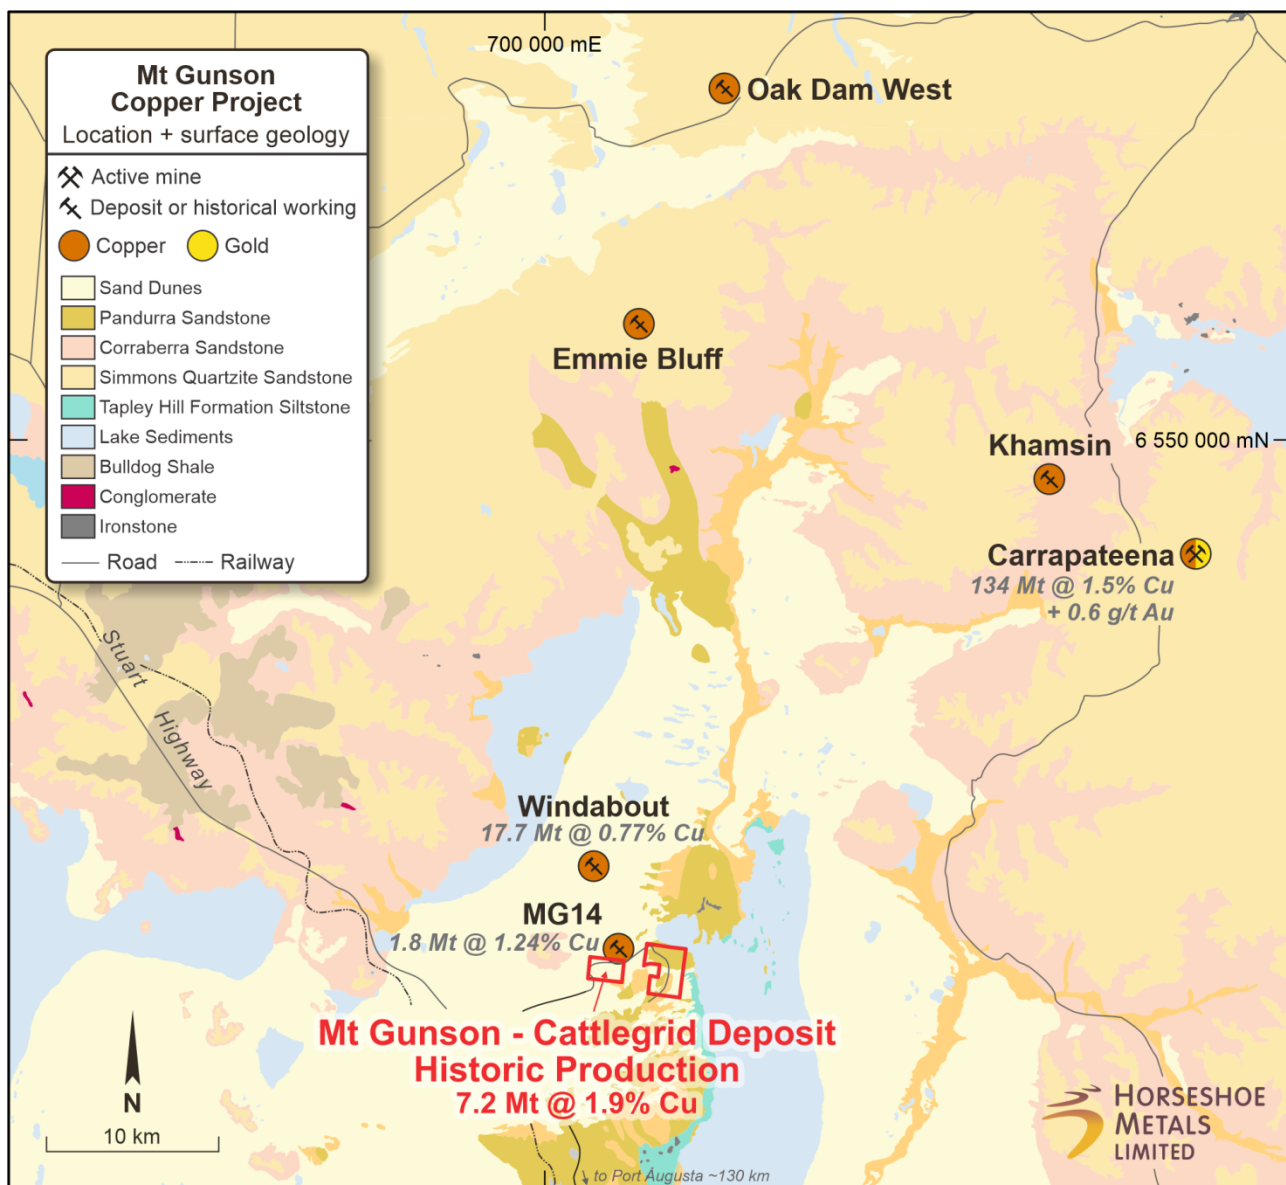 700 000 mE
Mt Gunson
Copper Project
Location + surface geology
Active mine
Deposit or historical working
Copper
Gold
Sand Dunes
Pandurra Sandstone
Corraberra Sandstone
Simmons Quartzite Sandstone
Tapley Hill Formation Siltstone
Lake Sediments
Bulldog Shale
Conglomerate
Ironstone
Road
Railway
Oak Dam West
Emmie Bluff
Khamsin
6 550 000 mN
Carrapateena
134 Mt @ 1.5% Cu
+ 0.6 g/t Au
Stuart
Highway
Windabout
17.7 Mt @ 0.77% Cu
MG14
1.8 Mt @ 1.24% Cu
Mt Gunson - Cattlegrid Deposit
Historic Production
7.2 Mt @ 1.9% Cu
N
10 km
to Port Augusta ~130 km
HORSESHOE
METALS
LIMITED